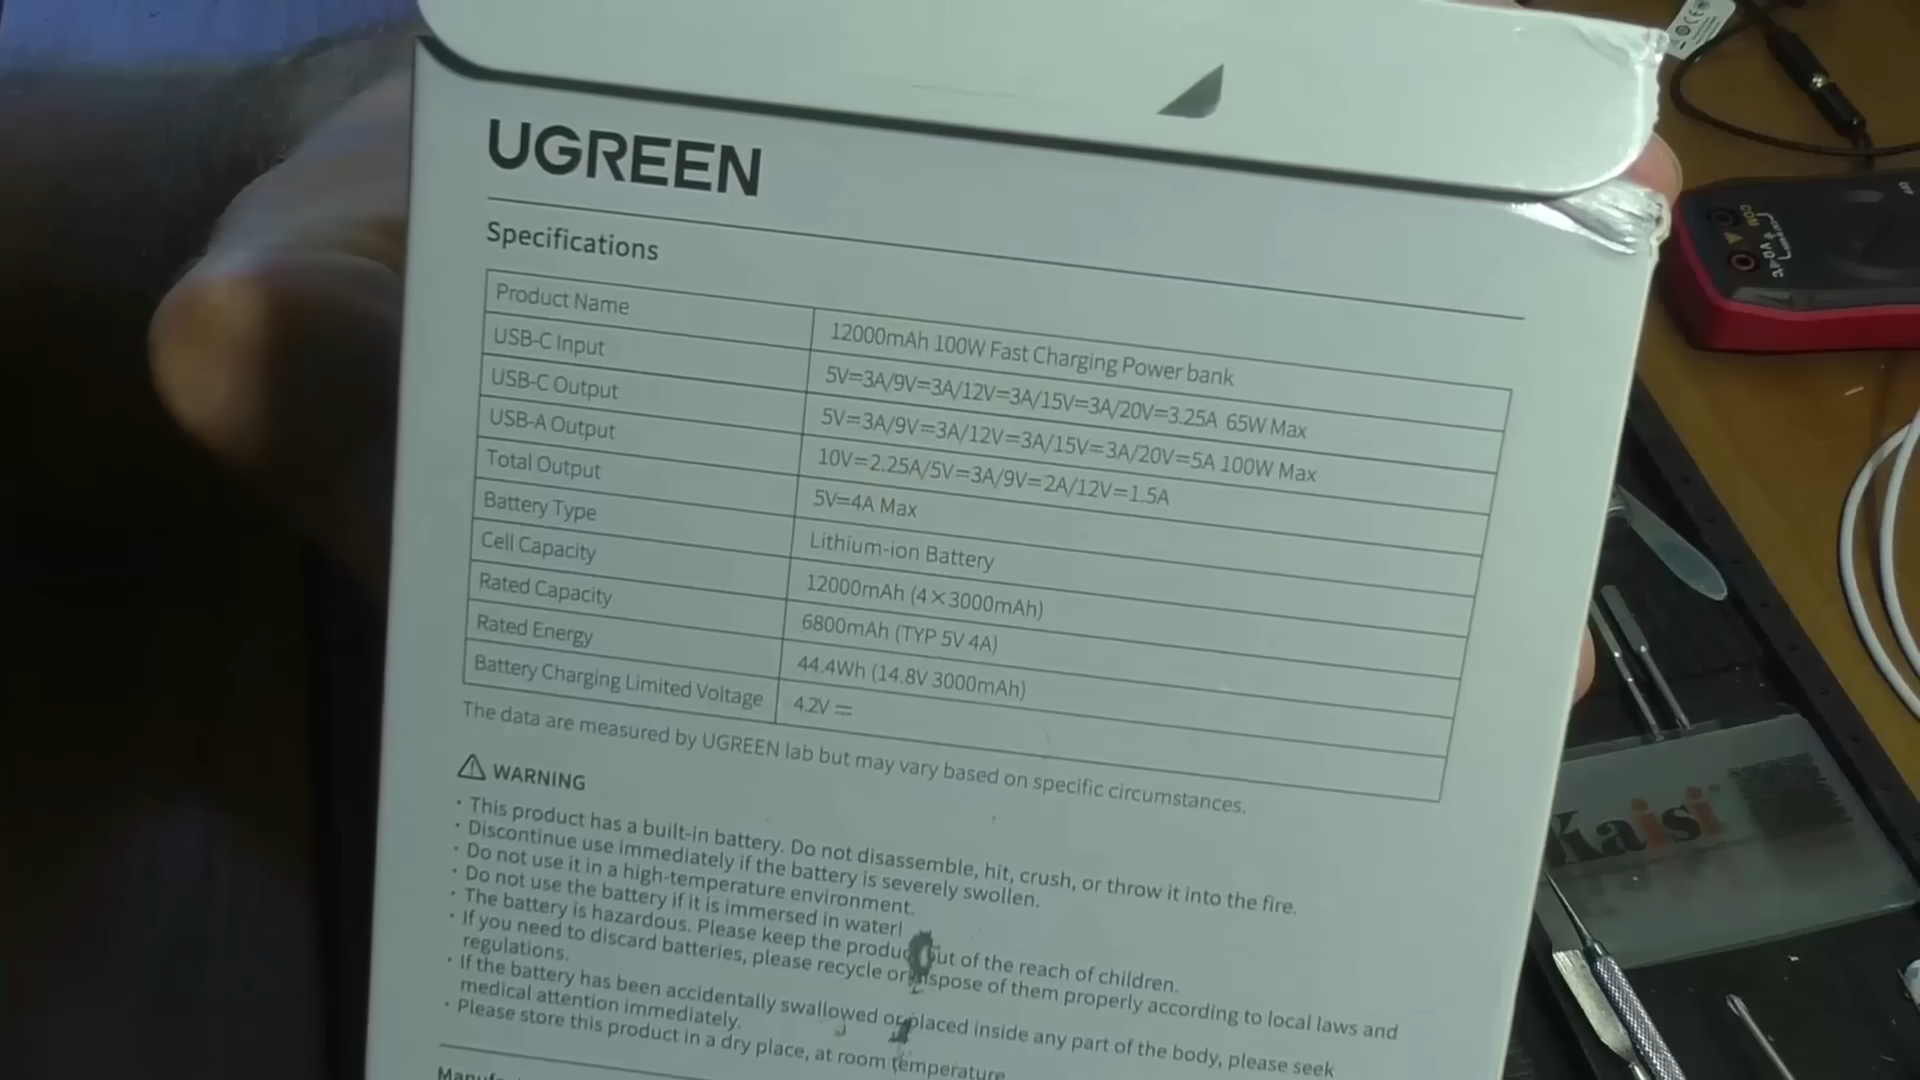 UGREEN
Specifications
Product Name 12000mAh 100W Fast Charging Power bank
USB-C Input 5V⎓3A/9V⎓3A/12V⎓3A/15V⎓3A/20V⎓3.25A 65W Max
USB-C Output 5V⎓3A/9V⎓3A/12V⎓3A/15V⎓3A/20V⎓5A 100W Max
USB-A Output 10V⎓2.25A/5V⎓3A/9V⎓2A/12V⎓1.5A
Total Output 5V⎓4A Max
Battery Type Lithium-ion Battery
Cell Capacity 12000mAh (4×3000mAh)
Rated Capacity 6800mAh (TYP 5V 4A)
Rated Energy 44.4Wh (14.8V 3000mAh)
Battery Charging Limited Voltage 4.2V ⎓
The data are measured by UGREEN lab but may vary based on specific circumstances.
⚠ WARNING
· This product has a built-in battery. Do not disassemble, hit, crush, or throw it into the fire.
· Discontinue use immediately if the battery is severely swollen.
· Do not use it in a high-temperature environment.
· Do not use the battery if it is immersed in water!
· The battery is hazardous. Please keep the product out of the reach of children.
· If you need to discard batteries, please recycle or dispose of them properly according to local laws and
regulations.
· If the battery has been accidentally swallowed or placed inside any part of the body, please seek
medical attention immediately.
· Please store this product in a dry place, at room temperature
Kaisi
COM
CE